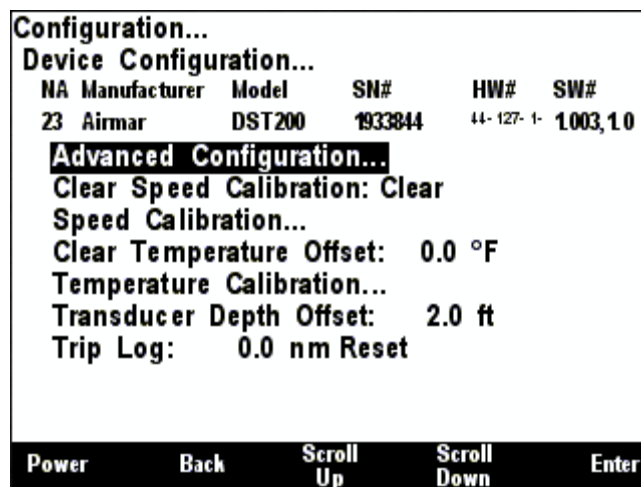 Configuration...
Device Configuration...
NA Manufacturer Model SN# HW# SW#
23 Airmar DST200 1933844 44-127-1- 1.003,1.0
Advanced Configuration...
Clear Speed Calibration: Clear
Speed Calibration...
Clear Temperature Offset: 0.0 °F
Temperature Calibration...
Transducer Depth Offset: 2.0 ft
Trip Log: 0.0 nm Reset
Power Back Scroll Up Scroll Down Enter